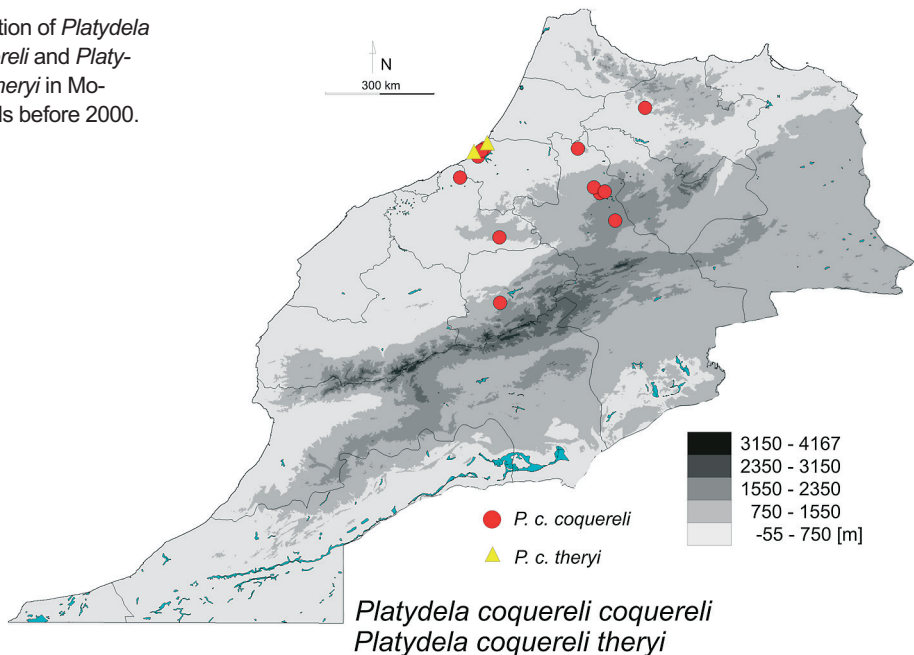 tion of Platydela
ereli and Platy-
heryi in Mo-
ls before 2000.
N
300 km
3150 - 4167
2350 - 3150
1550 - 2350
750 - 1550
-55 - 750 [m]
P. c. coquereli
P. c. theryi
Platydela coquereli coquereli
Platydela coquereli theryi